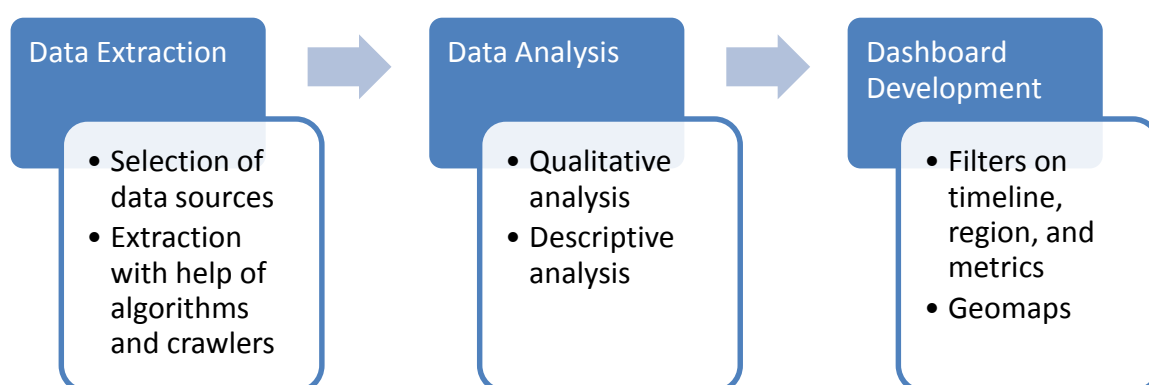 Data Extraction
• Selection of
data sources
• Extraction
with help of
algorithms
and crawlers
Data Analysis
• Qualitative
analysis
• Descriptive
analysis
Dashboard
Development
• Filters on
timeline,
region, and
metrics
• Geomaps